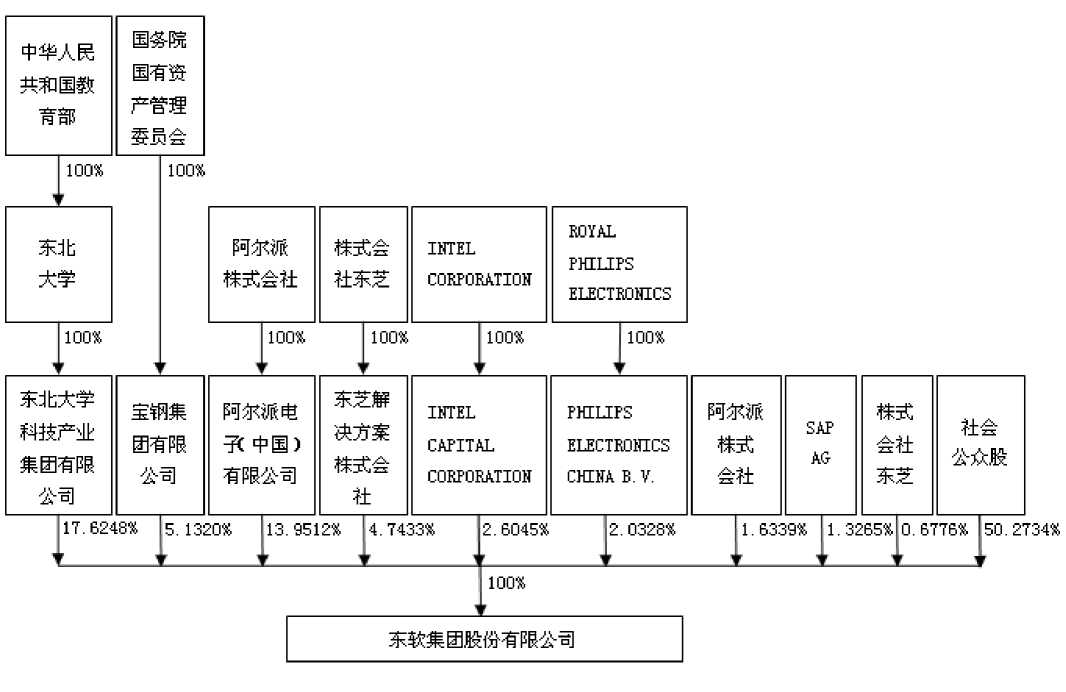 中华人民
共和国教
育部
国务院
国有资
产管理
委员会
100%
100%
东北
大学
阿尔派
株式会社
株式会
社东芝
INTEL
CORPORATION
ROYAL
PHILIPS
ELECTRONICS
100%
100%
100%
100%
100%
东北大学
科技产业
集团有限
公司
宝钢集
团有限
公司
阿尔派电
子(中国)
有限公司
东芝解
决方案
株式会
社
INTEL
CAPITAL
CORPORATION
PHILIPS
ELECTRONICS
CHINA B.V.
阿尔派
株式
会社
SAP
AG
株式
会社
东芝
社会
公众股
17.6248%
5.1320%
13.9512%
4.7433%
2.6045%
2.0328%
1.6339%
1.3265%
0.6776%
50.2734%
100%
东软集团股份有限公司